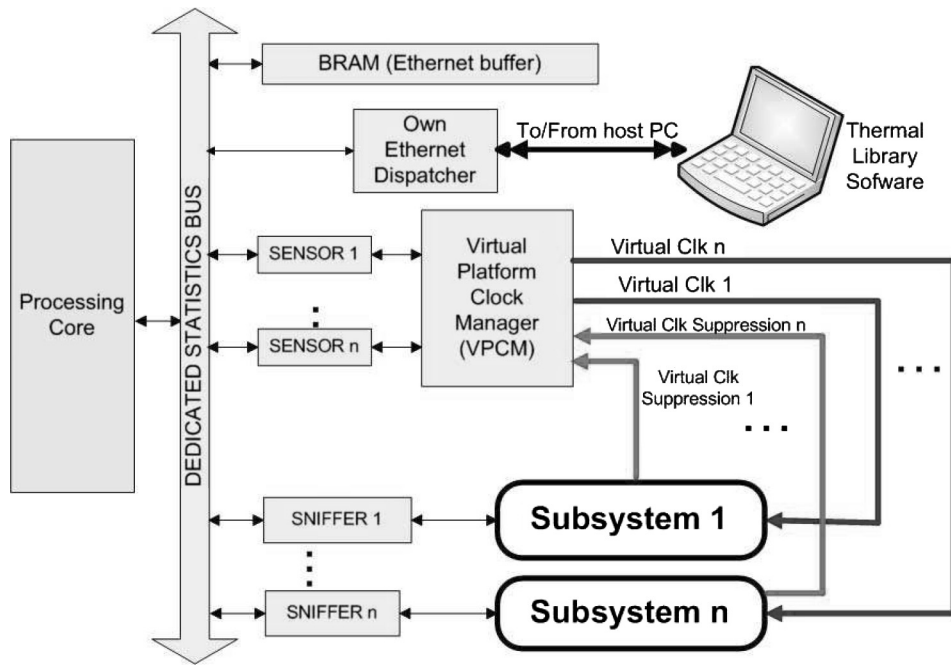 BRAM (Ethernet buffer)
Own
Ethernet
Dispatcher
To/From host PC
Thermal
Library
Sofware
DEDICATED STATISTICS BUS
Processing
Core
SENSOR 1
SENSOR n
Virtual
Platform
Clock
Manager
(VPCM)
Virtual Clk n
Virtual Clk 1
Virtual Clk Suppression n
Virtual Clk
Suppression 1
SNIFFER 1
Subsystem 1
SNIFFER n
Subsystem n